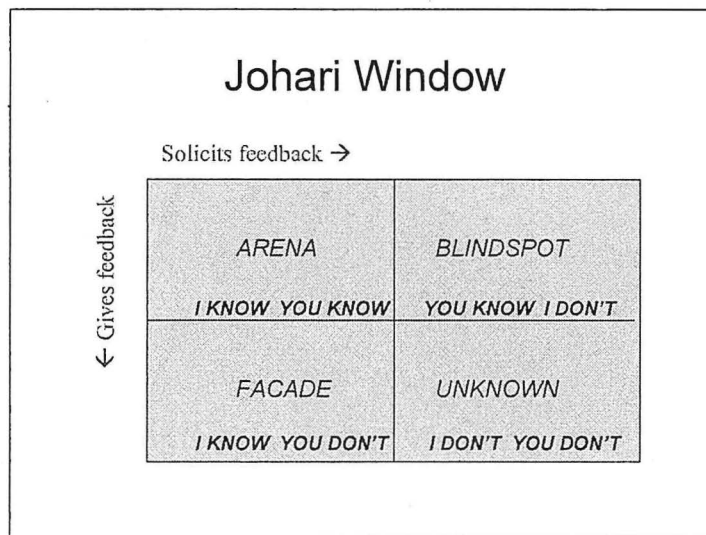 Johari Window
Solicits feedback →
← Gives feedback
ARENA
BLINDSPOT
I KNOW YOU KNOW
YOU KNOW I DON'T
FACADE
UNKNOWN
I KNOW YOU DON'T
I DON'T YOU DON'T